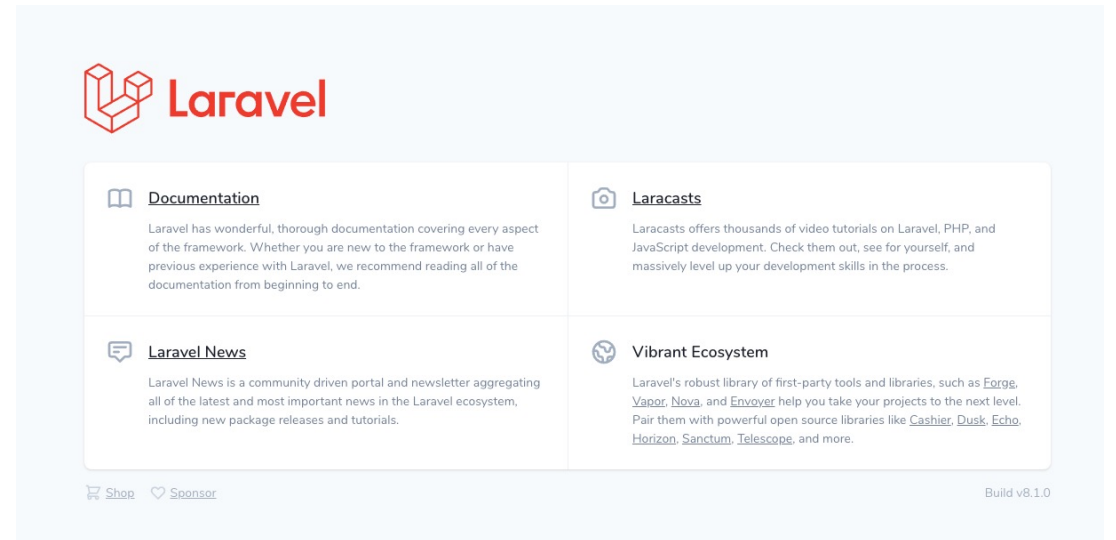 Laravel
Documentation
Laravel has wonderful, thorough documentation covering every aspect
of the framework. Whether you are new to the framework or have
previous experience with Laravel, we recommend reading all of the
documentation from beginning to end.
Laracasts
Laracasts offers thousands of video tutorials on Laravel, PHP, and
JavaScript development. Check them out, see for yourself, and
massively level up your development skills in the process.
Laravel News
Laravel News is a community driven portal and newsletter aggregating
all of the latest and most important news in the Laravel ecosystem,
including new package releases and tutorials.
Vibrant Ecosystem
Laravel's robust library of first-party tools and libraries, such as Forge,
Vapor, Nova, and Envoyer help you take your projects to the next level.
Pair them with powerful open source libraries like Cashier, Dusk, Echo,
Horizon, Sanctum, Telescope, and more.
Shop Sponsor Build v8.1.0